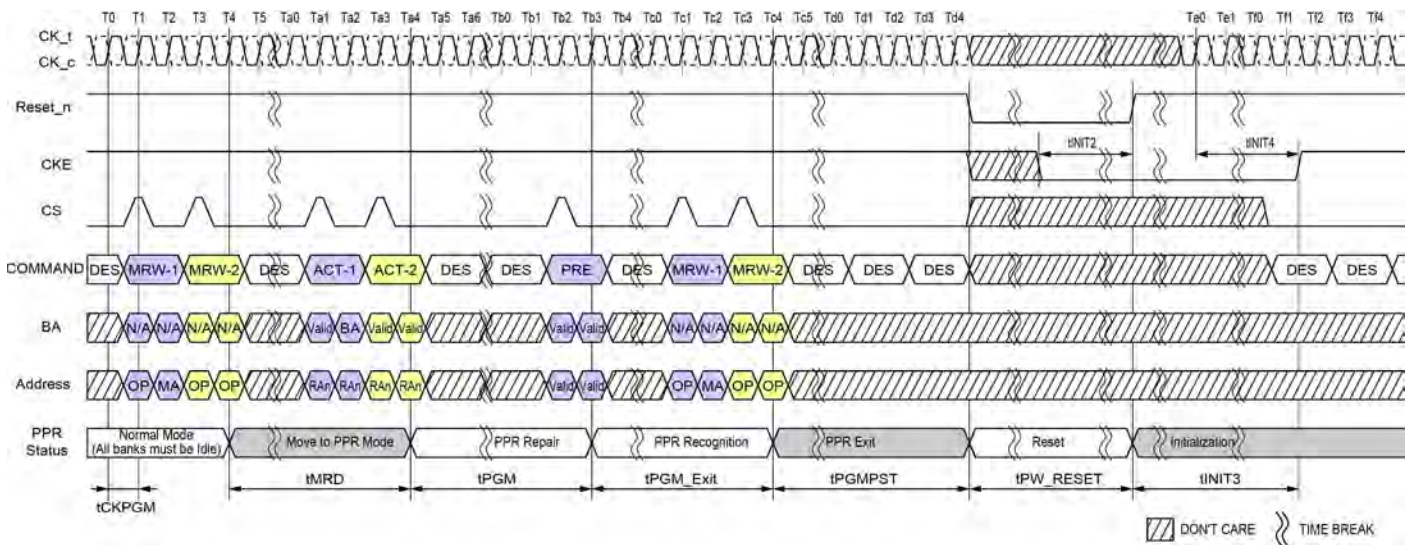 T0 T1 T2 T3 T4 T5 Ta0 Ta1 Ta2 Ta3 Ta4 Ta5 Ta6 Tb0 Tb1 Tb2 Tb3 Tb4 Tc0 Tc1 Tc2 Tc3 Tc4 Tc5 Td0 Td1 Td2 Td3 Td4 Te0 Te1 Tf0 Tf1 Tf2 Tf3 Tf4
CK_t
CK_c
Reset_n
CKE tINIT2 tINIT4
CS
COMMAND DES MRW-1 MRW-2 DES ACT-1 ACT-2 DES DES PRE DES MRW-1 MRW-2 DES DES DES DES DES
BA N/A N/A N/A N/A Valid BA Valid Valid Valid Valid N/A N/A N/A N/A
Address OP MA OP OP RAn RAn RAn RAn Valid Valid OP MA OP OP
PPR Status Normal Mode (All banks must be Idle) Move to PPR Mode PPR Repair PPR Recognition PPR Exit Reset Initialization
tCKPGM tMRD tPGM tPGM_Exit tPGMPST tPW_RESET tINIT3
DON'T CARE TIME BREAK